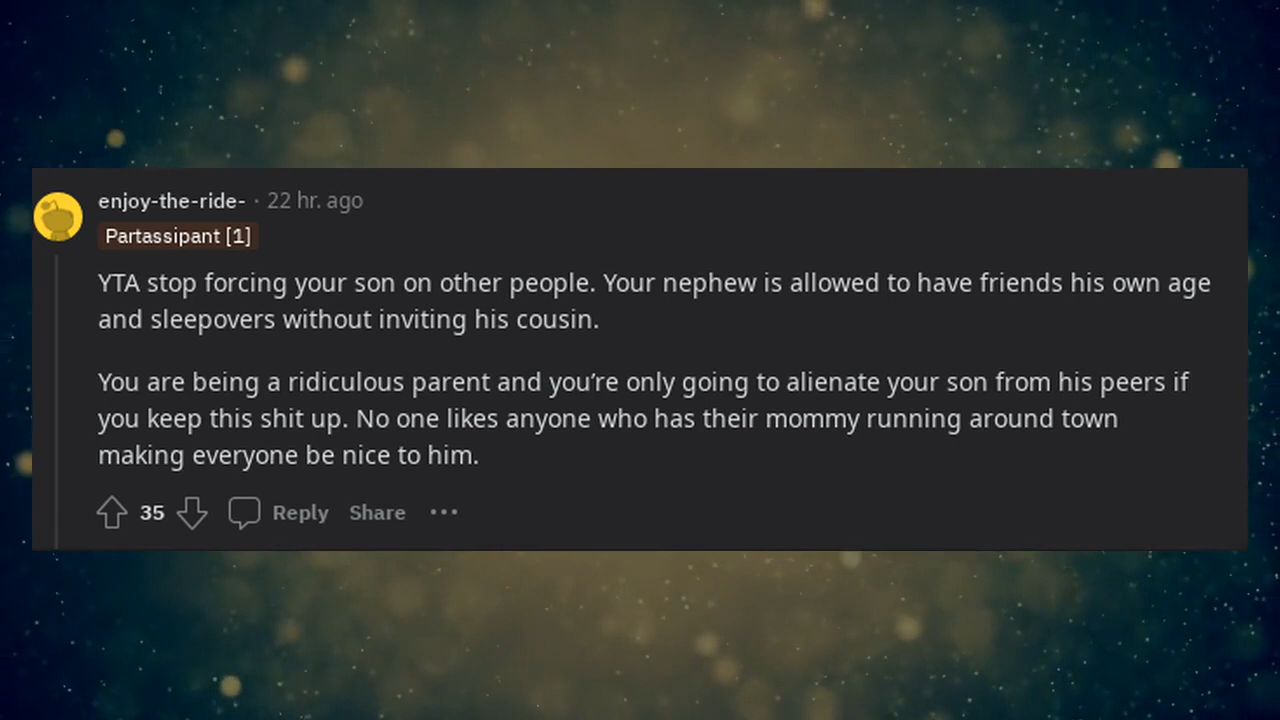 enjoy-the-ride- · 22 hr. ago
Partassipant [1]
YTA stop forcing your son on other people. Your nephew is allowed to have friends his own age
and sleepovers without inviting his cousin.
You are being a ridiculous parent and you’re only going to alienate your son from his peers if
you keep this shit up. No one likes anyone who has their mommy running around town
making everyone be nice to him.
35 Reply Share •••